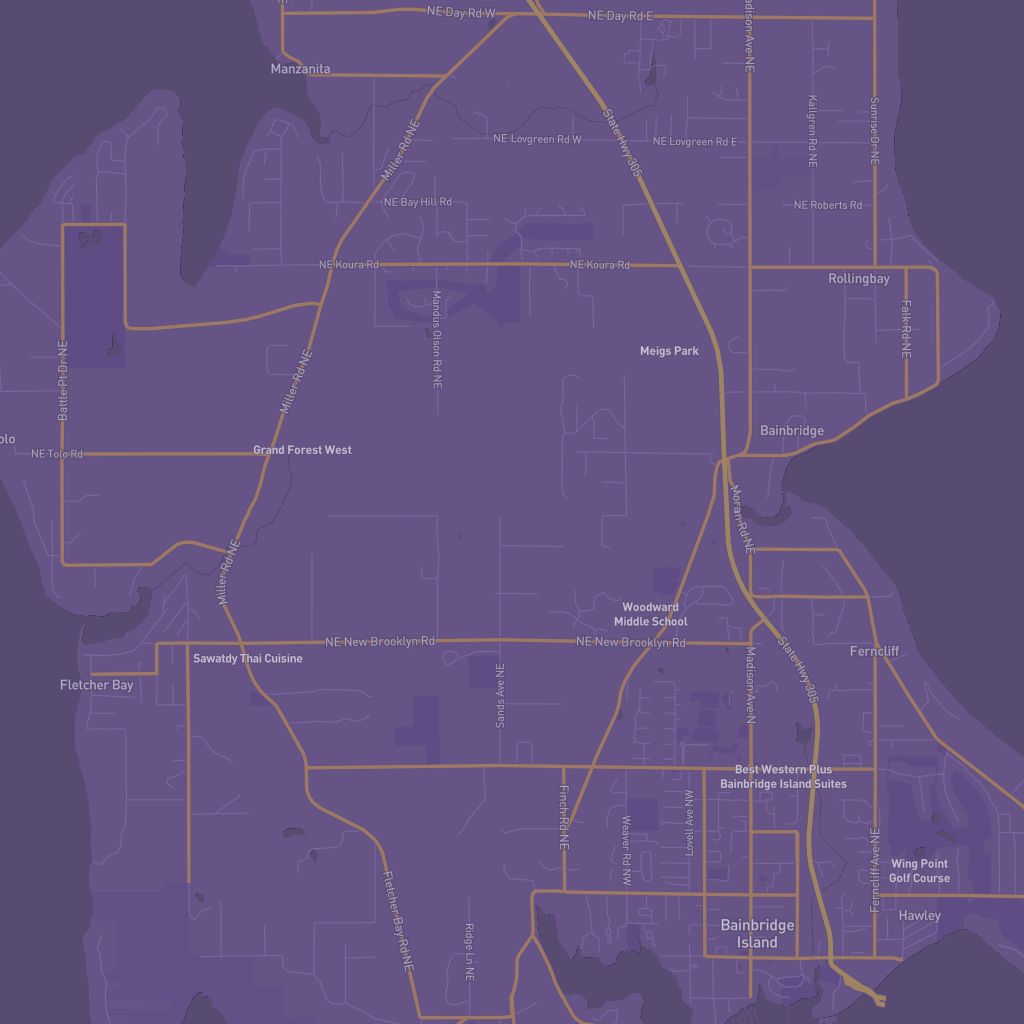 NE Day Rd W
NE Day Rd E
Madison Ave NE
Manzanita
Kallgren Rd NE
Sunrise Dr NE
State Hwy 305
Miller Rd NE
NE Lovgreen Rd W
NE Lovgreen Rd E
NE Bay Hill Rd
NE Roberts Rd
NE Koura Rd
NE Koura Rd
Rollingbay
Mandus Olson Rd NE
Falk Rd NE
Meigs Park
Battle Pt Dr NE
Miller Rd NE
Bainbridge
olo
NE Tolo Rd
Grand Forest West
Moran Rd NE
Miller Rd NE
Woodward
Middle School
NE New Brooklyn Rd
NE New Brooklyn Rd
State Hwy 305
Ferncliff
Sawatdy Thai Cuisine
Fletcher Bay
Sands Ave NE
Madison Ave N
Best Western Plus
Bainbridge Island Suites
Finch Rd NE
Weaver Rd NW
Lovell Ave NW
Ferncliff Ave NE
Wing Point
Golf Course
Fletcher Bay Rd NE
Hawley
Bainbridge
Island
Ridge Ln NE